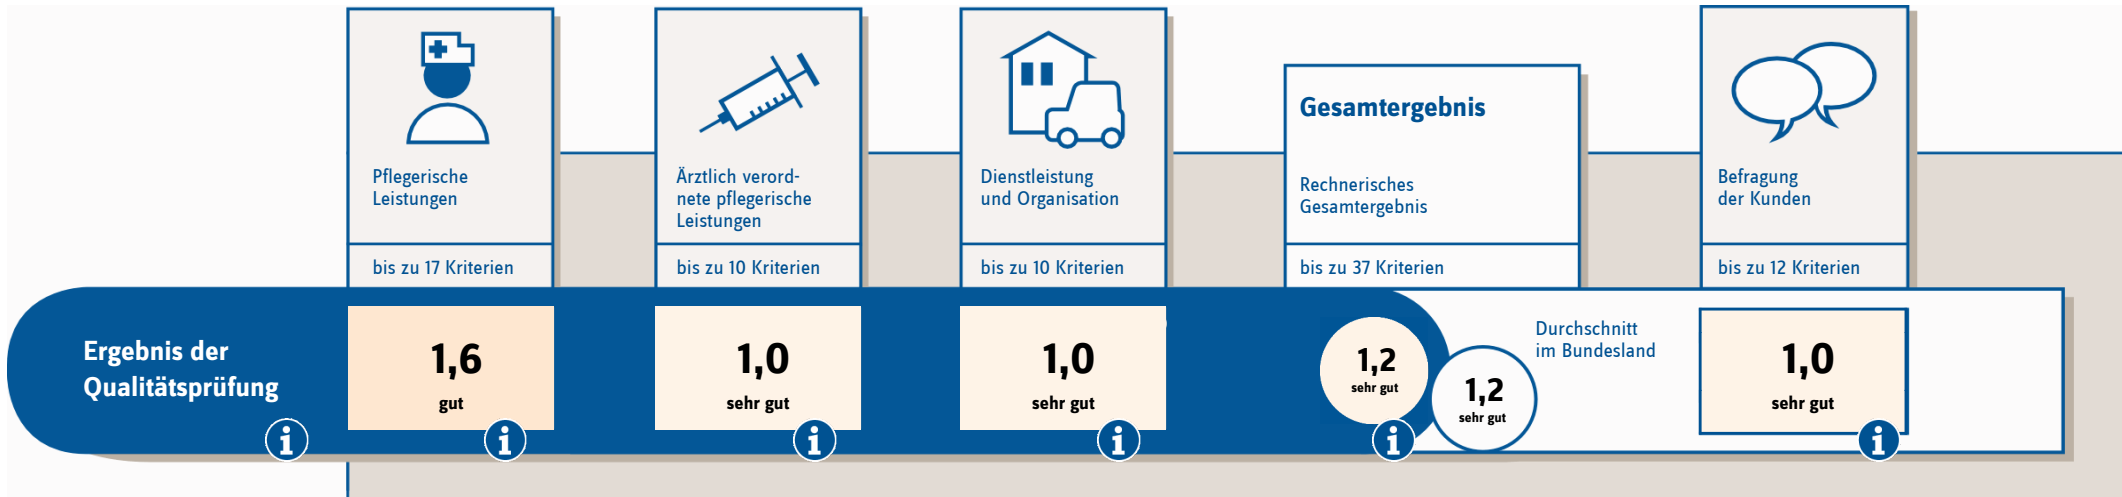 Pflegerische
Leistungen
bis zu 17 Kriterien
Ärztlich verord-
nete pflegerische
Leistungen
bis zu 10 Kriterien
Dienstleistung
und Organisation
bis zu 10 Kriterien
Gesamtergebnis
Rechnerisches
Gesamtergebnis
bis zu 37 Kriterien
Befragung
der Kunden
bis zu 12 Kriterien
Ergebnis der
Qualitätsprüfung
i
1,6
gut
i
1,0
sehr gut
i
1,0
sehr gut
i
1,2
sehr gut
i
1,2
sehr gut
Durchschnitt
im Bundesland
1,0
sehr gut
i